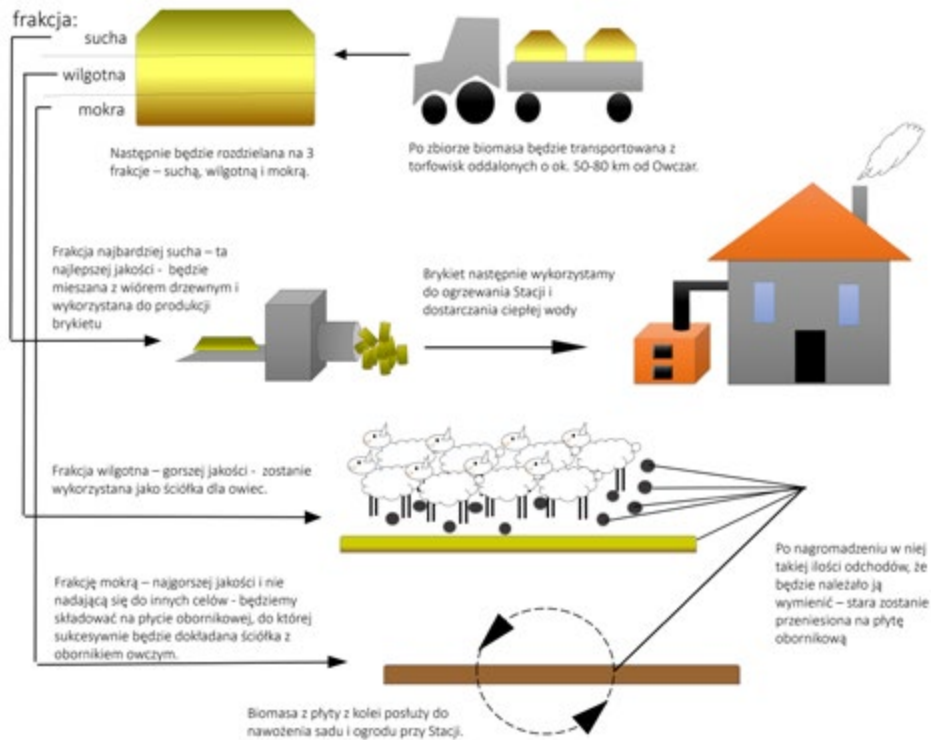 frakcja:
sucha
wilgotna
mokra
Następnie będzie rozdzielana na 3
frakcje – suchą, wilgotną i mokrą.
Po zbiorze biomasa będzie transportowana z
torfowisk oddalonych o ok. 50-80 km od Owczar.
Frakcja najbardziej sucha – ta
najlepszej jakości - będzie
mieszana z wiórem drzewnym i
wykorzystana do produkcji
brykietu
Brykiet następnie wykorzystamy
do ogrzewania Stacji i
dostarczania ciepłej wody
Frakcja wilgotna – gorszej jakości - zostanie
wykorzystana jako ściółka dla owiec.
Po nagromadzeniu w niej
takiej ilości odchodów, że
będzie należało ją
wymienić – stara zostanie
przeniesiona na płytę
obornikową
Frakcję mokrą – najgorszej jakości i nie
nadającą się do innych celów - będziemy
składować na płycie obornikowej, do której
sukcesywnie będzie dokładana ściółka z
obornikiem owczym.
Biomasa z płyty z kolei posłuży do
nawożenia sadu i ogrodu przy Stacji.